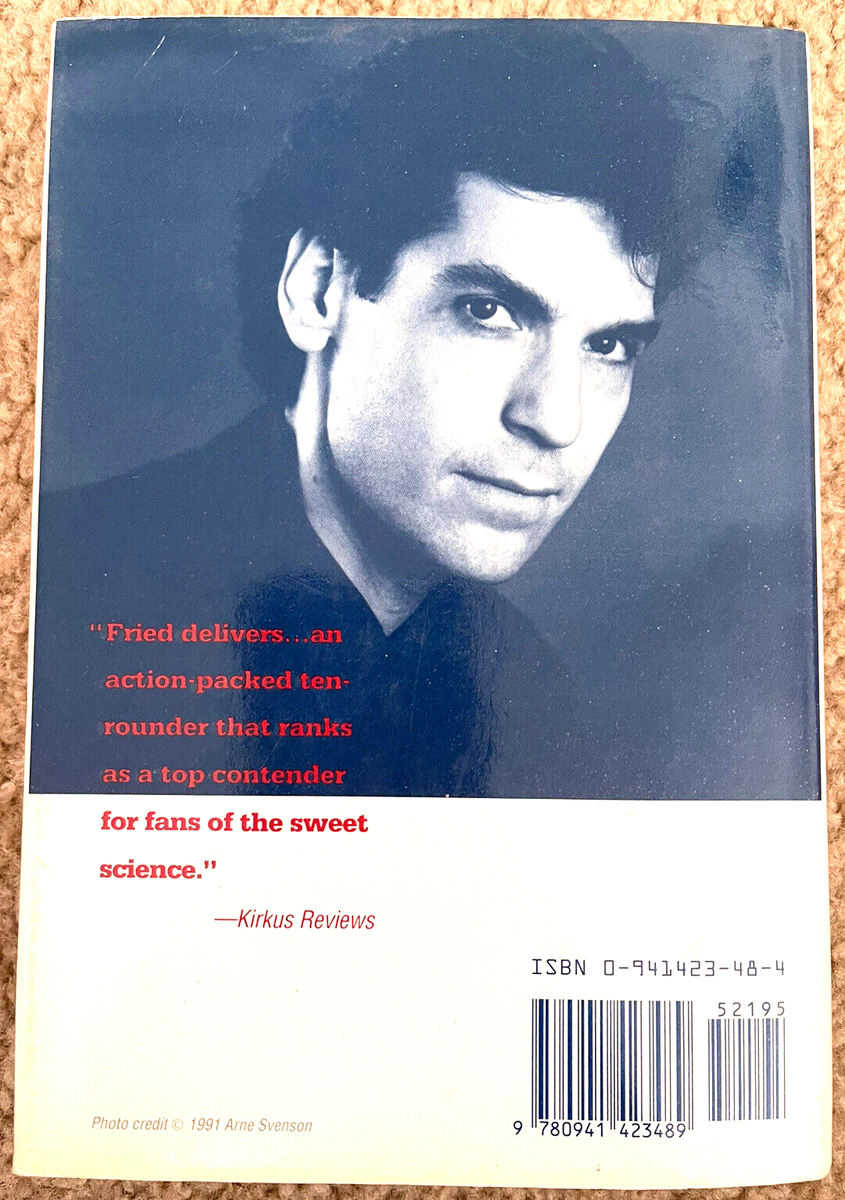 "Fried delivers...an
action-packed ten-
rounder that ranks
as a top contender
for fans of the sweet
science."
—Kirkus Reviews
ISBN 0-941423-48-4
52195
9 780941 423489
Photo credit © 1991 Arne Svenson